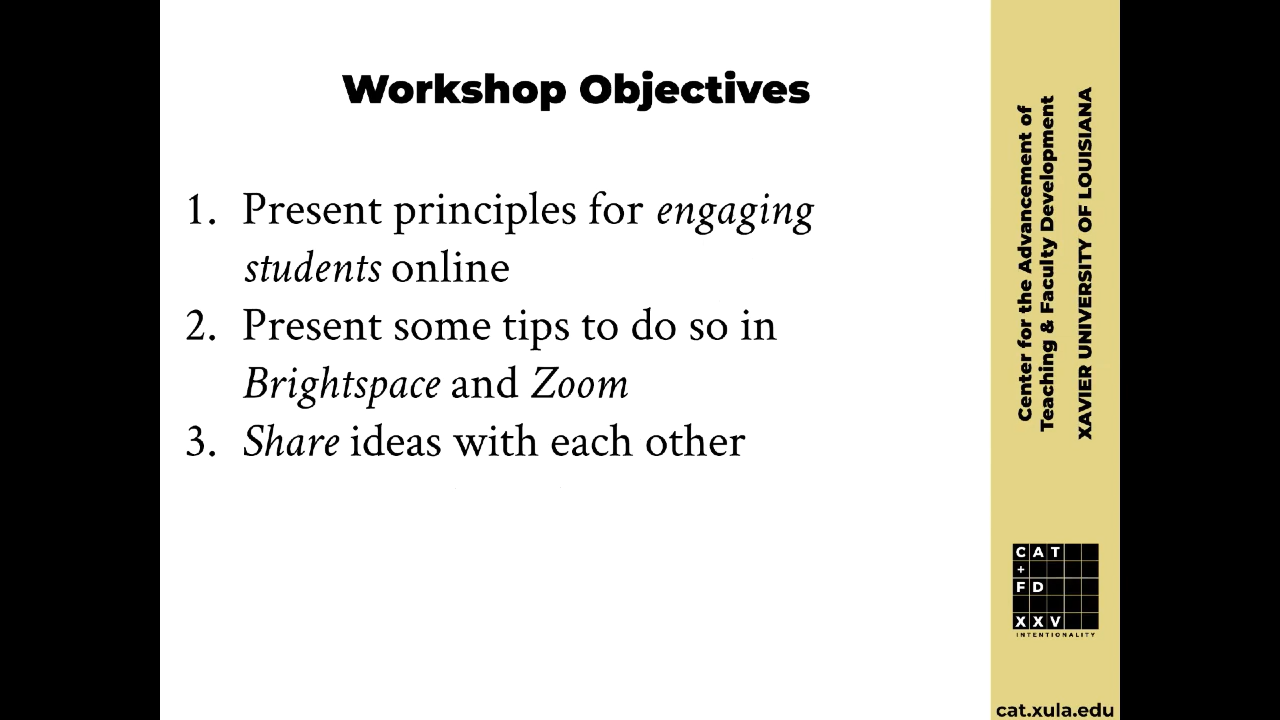 Workshop Objectives
1. Present principles for engaging
students online
2. Present some tips to do so in
Brightspace and Zoom
3. Share ideas with each other
Center for the Advancement of
Teaching & Faculty Development
XAVIER UNIVERSITY OF LOUISIANA
CAT
+
FD
XXV
INTENTIONALITY
cat.xula.edu